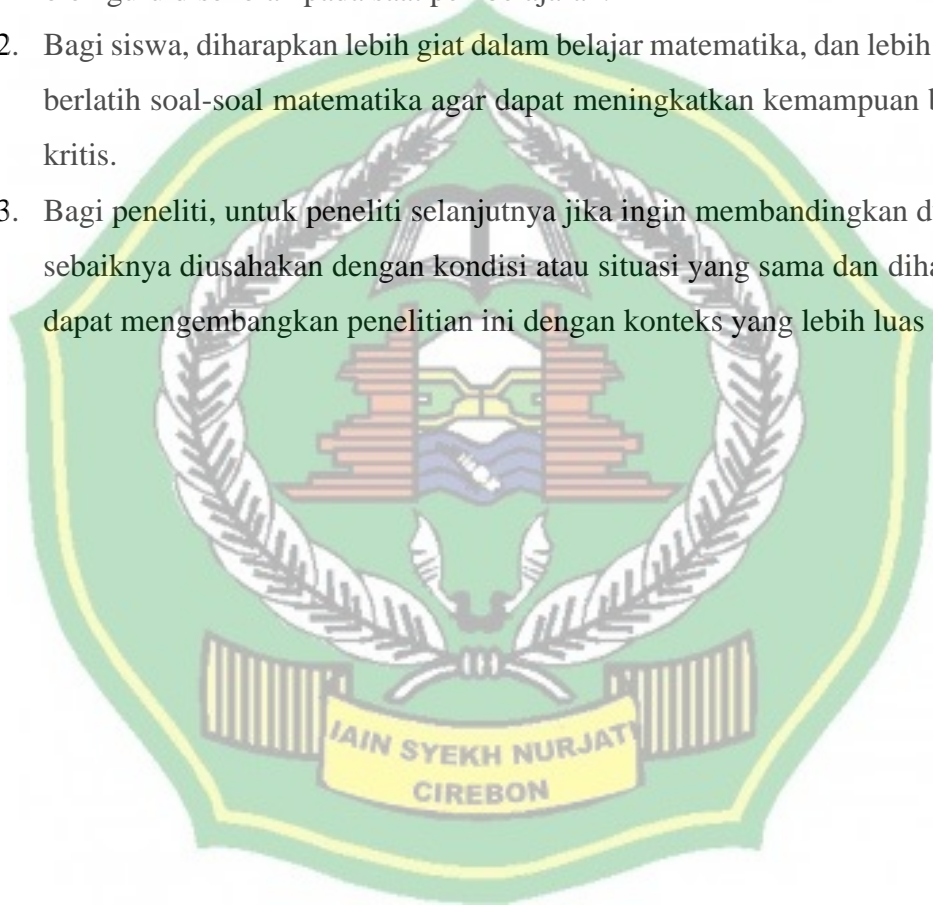 2. Bagi siswa, diharapkan lebih giat dalam belajar matematika, dan lebih
berlatih soal-soal matematika agar dapat meningkatkan kemampuan
kritis.
3. Bagi peneliti, untuk peneliti selanjutnya jika ingin membandingkan
sebaiknya diusahakan dengan kondisi atau situasi yang sama dan
dapat mengembangkan penelitian ini dengan konteks yang lebih luas
IAIN SYEKH NURJATI
CIREBON